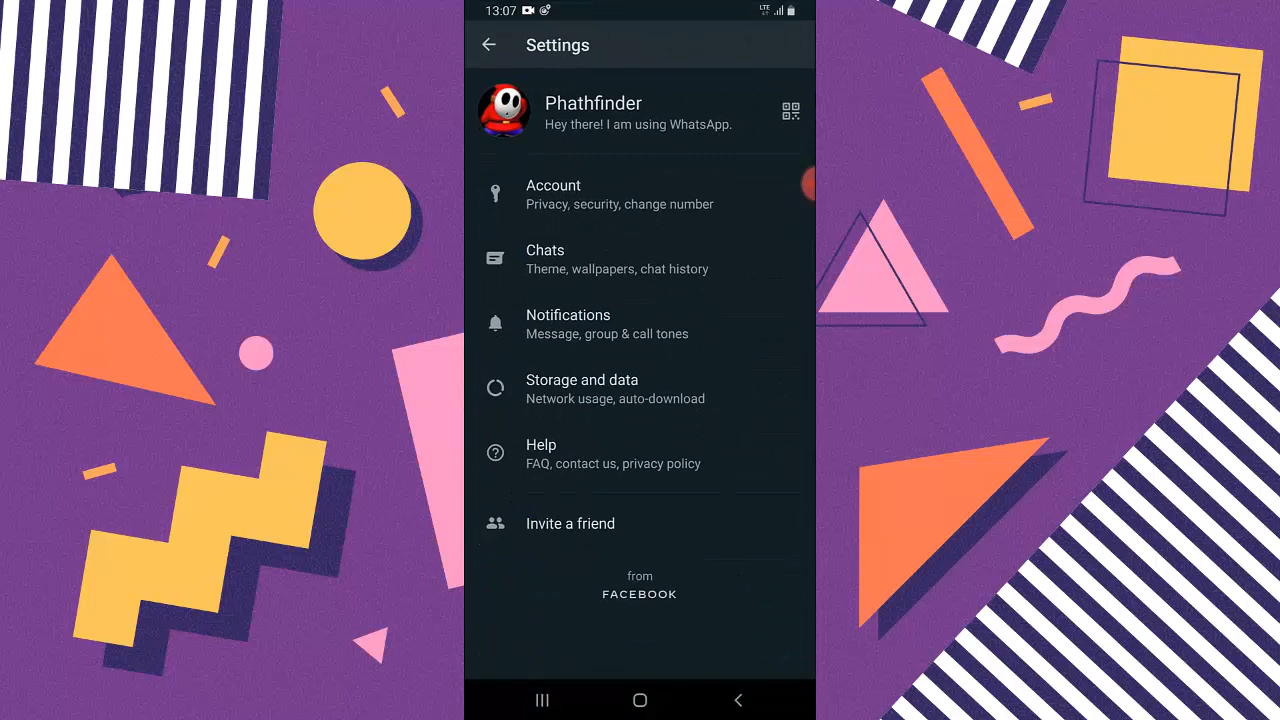 13:07
LTE
Settings
Phathfinder
Hey there! I am using WhatsApp.
Account
Privacy, security, change number
Chats
Theme, wallpapers, chat history
Notifications
Message, group & call tones
Storage and data
Network usage, auto-download
Help
FAQ, contact us, privacy policy
Invite a friend
from
FACEBOOK